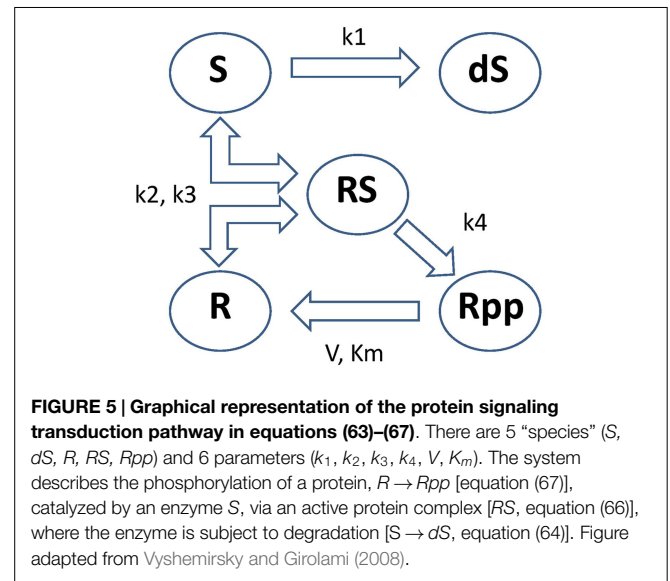 k1
S
dS
k2, k3
RS
k4
R
Rpp
V, Km
FIGURE 5 | Graphical representation of the protein signaling
transduction pathway in equations (63)–(67). There are 5 “species” (S,
dS, R, RS, Rpp) and 6 parameters (k₁, k₂, k₃, k₄, V, Kₘ). The system
describes the phosphorylation of a protein, R → Rpp [equation (67)],
catalyzed by an enzyme S, via an active protein complex [RS, equation (66)],
where the enzyme is subject to degradation [S → dS, equation (64)]. Figure
adapted from Vyshemirsky and Girolami (2008).